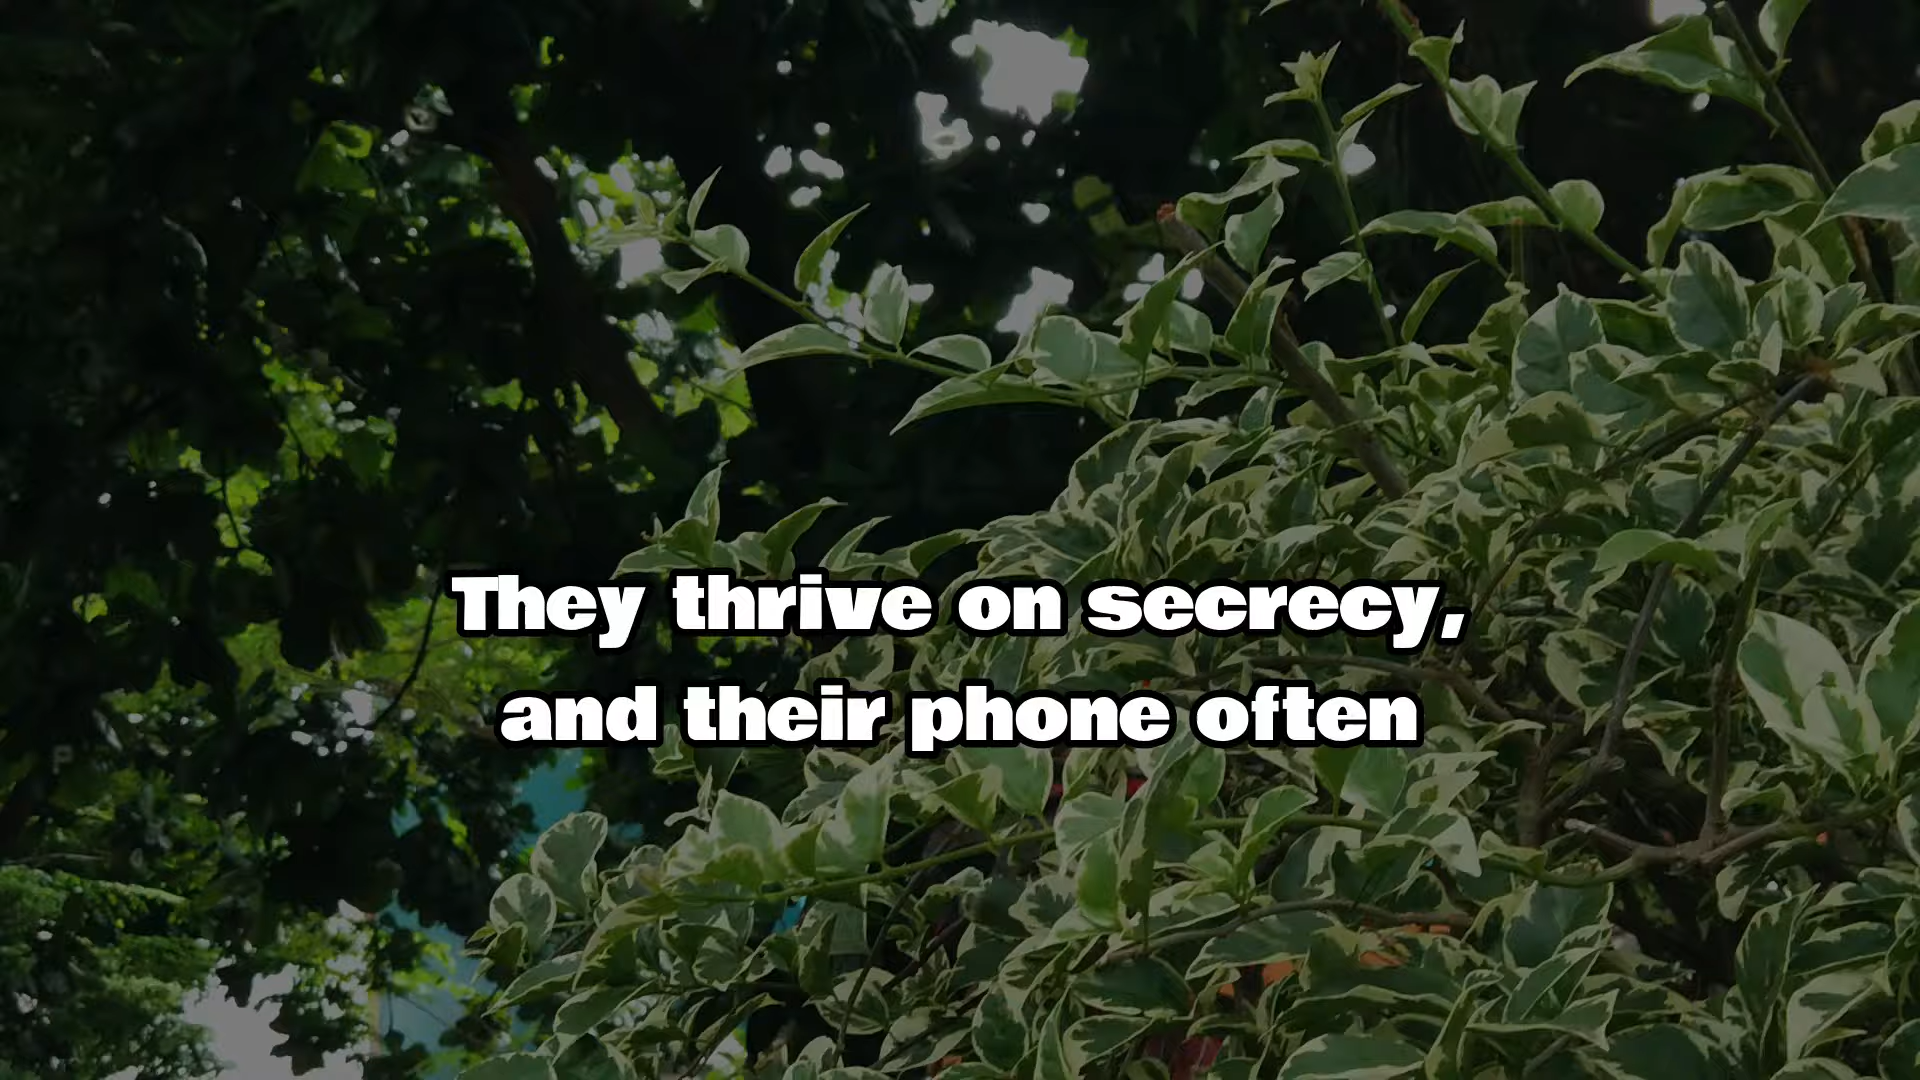 They thrive on secrecy,
and their phone often